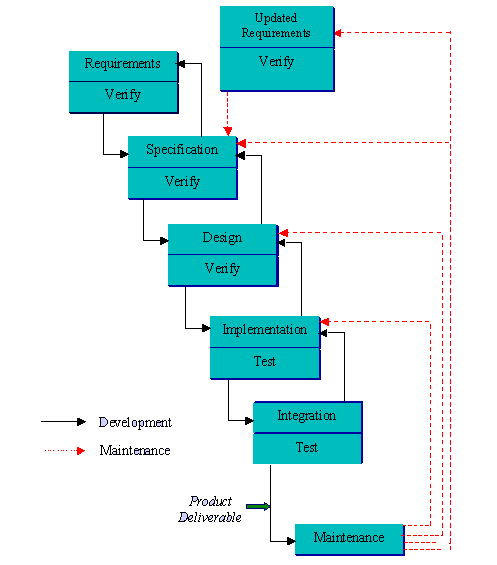 Updated
Requirements
Verify
Requirements
Verify
Specification
Verify
Design
Verify
Implementation
Test
Integration
Test
Development
Maintenance
Product
Deliverable
Maintenance